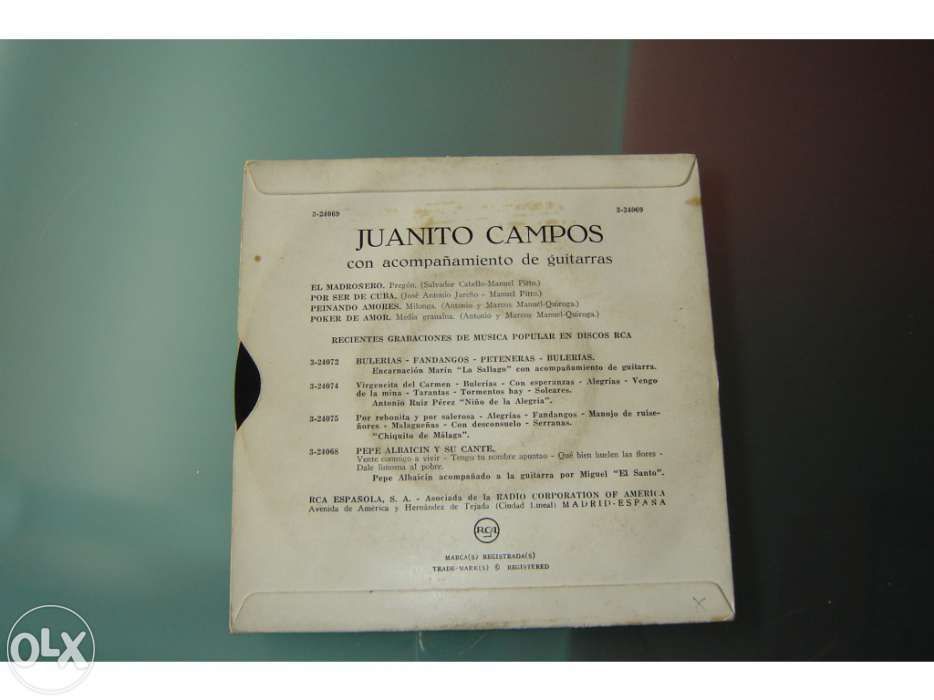 3-24069 3-24069
JUANITO CAMPOS
con acompañamiento de guitarras
EL MADROÑERO. Pregón. (Salvador Catello-Manuel Pitto.)
POR SER DE CUBA. (José Antonio Jureño - Manuel Pitto.)
PEINANDO AMORES. Milonga. (Antonio y Marcos Manuel-Quiroga.)
POKER DE AMOR. Media granaína. (Antonio y Marcos Manuel-Quiroga.)
RECIENTES GRABACIONES DE MUSICA POPULAR EN DISCOS RCA
3-24072 BULERIAS - FANDANGOS - PETENERAS - BULERIAS.
Encarnación Marín "La Sallago" con acompañamiento de guitarra.
3-24074 Virgencita del Carmen - Bulerías - Con esperanzas - Alegrías - Vengo
de la mina - Tarantas - Tormentos hay - Soleares.
Antonio Ruiz Pérez "Niño de la Alegría".
3-24075 Por rebonita y por salerosa - Alegrías - Fandangos - Manojo de ruise-
ñores - Malagueñas - Con desconsuelo - Serranas.
"Chiquito de Málaga".
3-24068 PEPE ALBAICIN Y SU CANTE.
Vente conmigo a vivir - Tengo tu nombre apuntao - Qué bien huelen las flores -
Dale limosna al pobre.
Pepe Albaicín acompañado a la guitarra por Miguel "El Santo".
RCA ESPAÑOLA, S. A. - Asociada de la RADIO CORPORATION OF AMERICA
Avenida de América y Hernández de Tejada (Ciudad Lineal) MADRID-ESPAÑA
RCA
MARCA(S) REGISTRADA(S)
TRADE-MARK(S) © REGISTERED
X
OLX